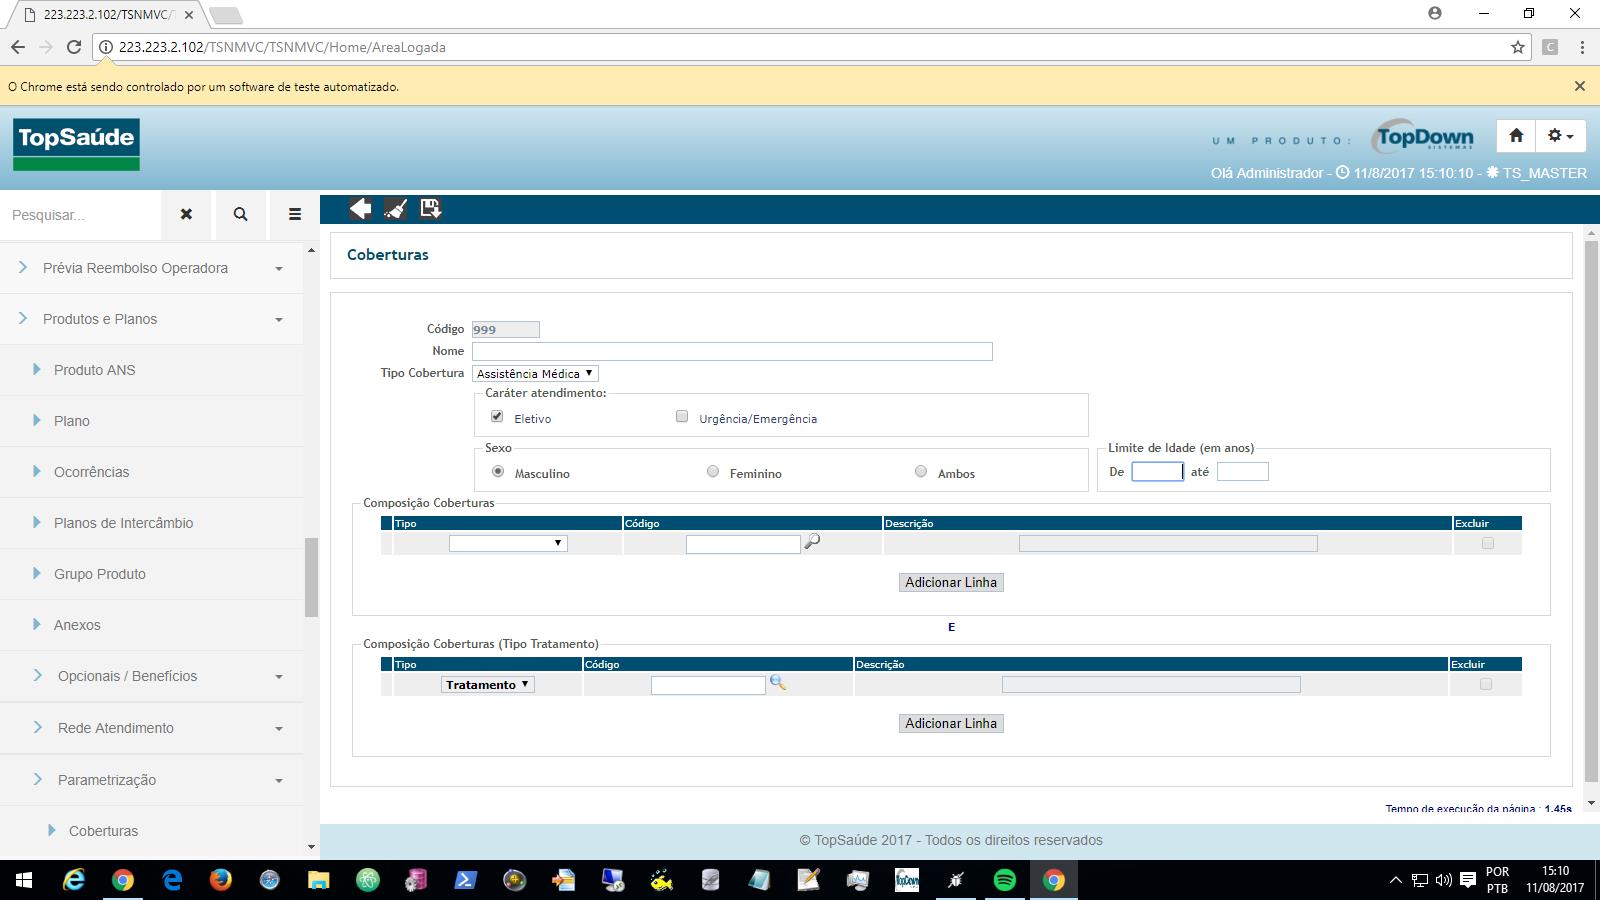 223.223.2.102/TSNMVC/
223.223.2.102/TSNMVC/TSNMVC/Home/AreaLogada
C
O Chrome está sendo controlado por um software de teste automatizado.
TopSaúde
UM PRODUTO:
TopDown
SISTEMAS
Olá Administrador - 11/8/2017 15:10:10 - TS_MASTER
Pesquisar...
Prévia Reembolso Operadora
Produtos e Planos
Produto ANS
Plano
Ocorrências
Planos de Intercâmbio
Grupo Produto
Anexos
Opcionais / Benefícios
Rede Atendimento
Parametrização
Coberturas
Coberturas
Código 999
Nome
Tipo Cobertura Assistência Médica
Caráter atendimento:
Eletivo Urgência/Emergência
Sexo
Masculino Feminino Ambos
Limite de Idade (em anos)
De até
Composição Coberturas
Tipo Código Descrição Excluir
Adicionar Linha
E
Composição Coberturas (Tipo Tratamento)
Tipo Código Descrição Excluir
Tratamento
Adicionar Linha
Tempo de execução da página : 1.45s
© TopSaúde 2017 - Todos os direitos reservados
TopDown
POR
PTB
15:10
11/08/2017